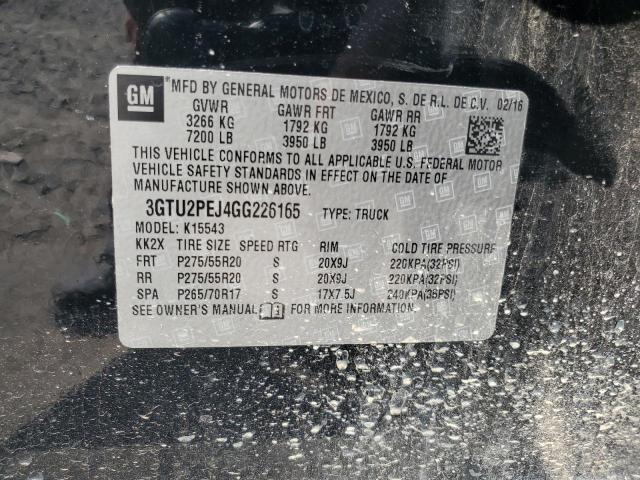 GM
MFD BY GENERAL MOTORS DE MEXICO, S. DE R.L. DE C.V. 02/16
GVWR GAWR FRT GAWR RR
3266 KG 1792 KG 1792 KG
7200 LB 3950 LB 3950 LB
THIS VEHICLE CONFORMS TO ALL APPLICABLE U.S. FEDERAL MOTOR
VEHICLE SAFETY STANDARDS IN EFFECT ON THE DATE OF
MANUFACTURE SHOWN ABOVE.
3GTU2PEJ4GG226165 TYPE: TRUCK
MODEL: K15543
KK2X TIRE SIZE SPEED RTG RIM COLD TIRE PRESSURE
FRT P275/55R20 S 20X9J 220KPA(32PSI)
RR P275/55R20 S 20X9J 220KPA(32PSI)
SPA P265/70R17 S 17X7.5J 240KPA(35PSI)
SEE OWNER'S MANUAL FOR MORE INFORMATION.